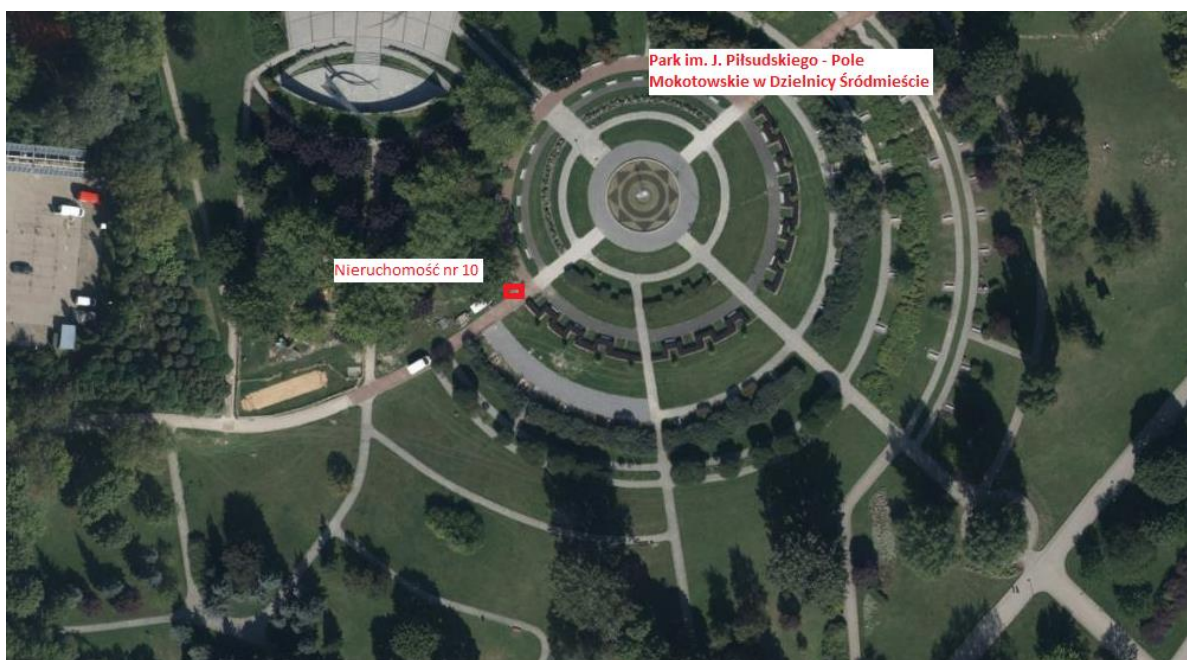 Park im. J. Piłsudskiego - Pole
Mokotowskie w Dzielnicy Śródmieście
Nieruchomość nr 10